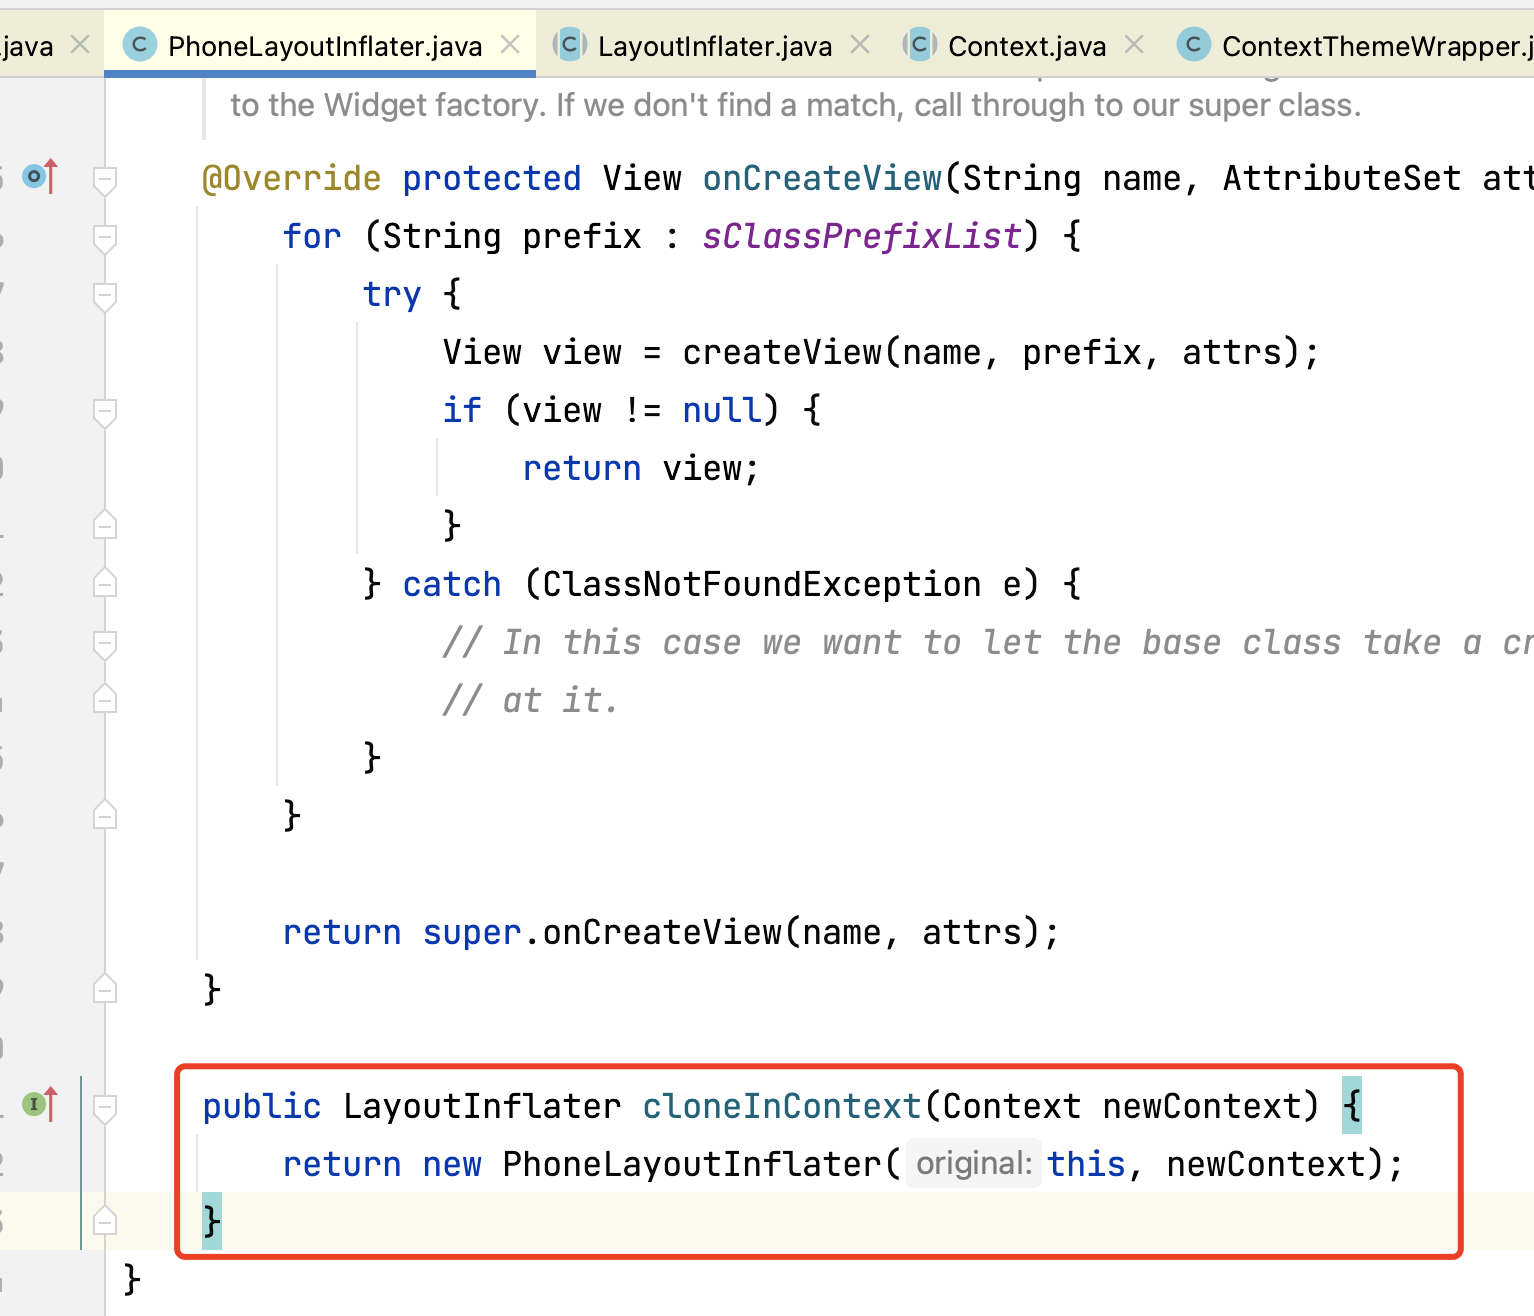 .java PhoneLayoutInflater.java LayoutInflater.java Context.java ContextThemeWrapper.j
to the Widget factory. If we don't find a match, call through to our super class.
@Override protected View onCreateView(String name, AttributeSet att
for (String prefix : sClassPrefixList) {
try {
View view = createView(name, prefix, attrs);
if (view != null) {
return view;
}
} catch (ClassNotFoundException e) {
// In this case we want to let the base class take a cr
// at it.
}
}
return super.onCreateView(name, attrs);
}
public LayoutInflater cloneInContext(Context newContext) {
return new PhoneLayoutInflater( original: this, newContext);
}
}